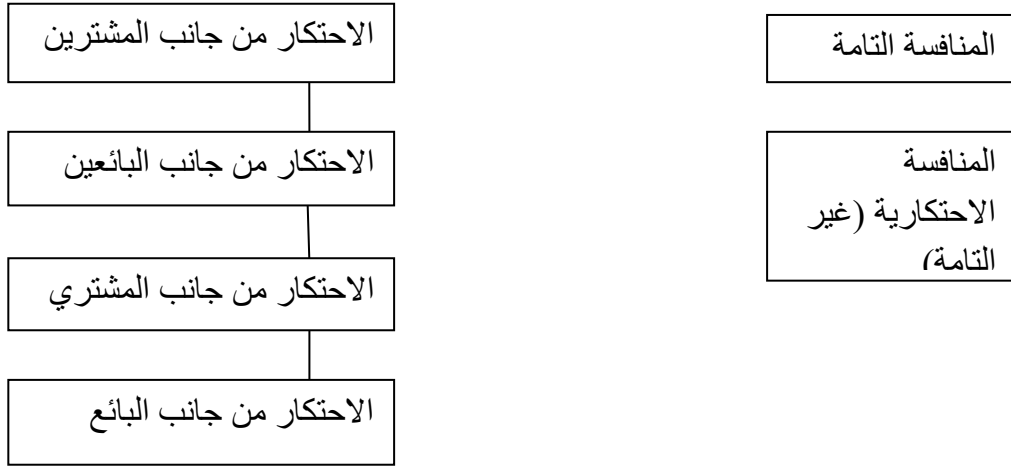 المنافسة التامة
المنافسة
الاحتكارية (غير
التامة)
الاحتكار من جانب المشترين
الاحتكار من جانب البائعين
الاحتكار من جانب المشتري
الاحتكار من جانب البائع